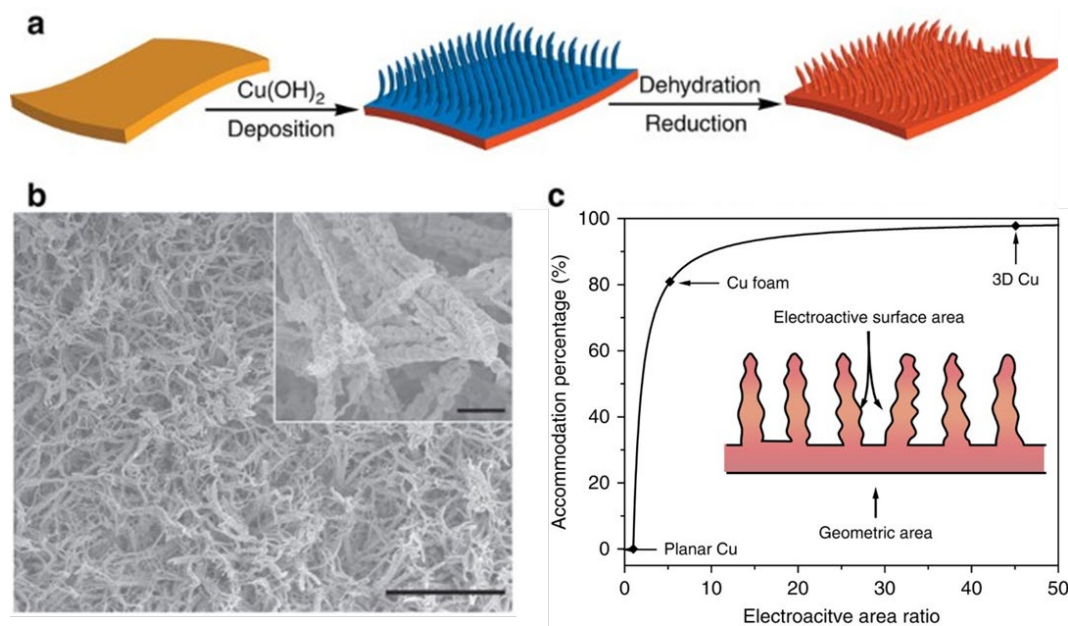 a
Cu(OH)2
Deposition
Dehydration
Reduction
b
c
Accommodation percentage (%)
100
80
60
40
20
0
Cu foam
3D Cu
Electroactive surface area
Geometric area
Planar Cu
0 10 20 30 40 50
Electroacitve area ratio